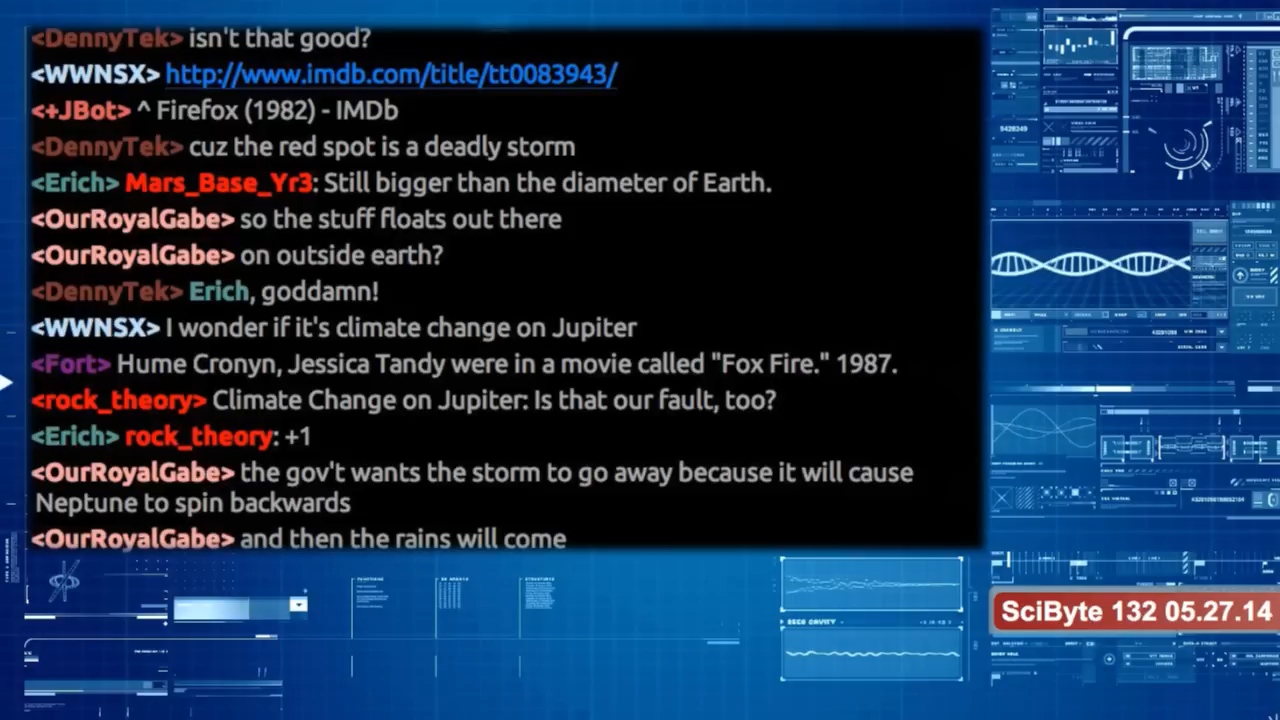 <DennyTek> isn't that good?
<WWNSX> http://www.imdb.com/title/tt0083943/
<+JBot> ^ Firefox (1982) - IMDb
<DennyTek> cuz the red spot is a deadly storm
<Erich> Mars_Base_Yr3: Still bigger than the diameter of Earth.
<OurRoyalGabe> so the stuff floats out there
<OurRoyalGabe> on outside earth?
<DennyTek> Erich, goddamn!
<WWNSX> I wonder if it's climate change on Jupiter
<Fort> Hume Cronyn, Jessica Tandy were in a movie called "Fox Fire." 1987.
<rock_theory> Climate Change on Jupiter: Is that our fault, too?
<Erich> rock_theory: +1
<OurRoyalGabe> the gov't wants the storm to go away because it will cause
Neptune to spin backwards
<OurRoyalGabe> and then the rains will come
9428249
SciByte 132 05.27.14